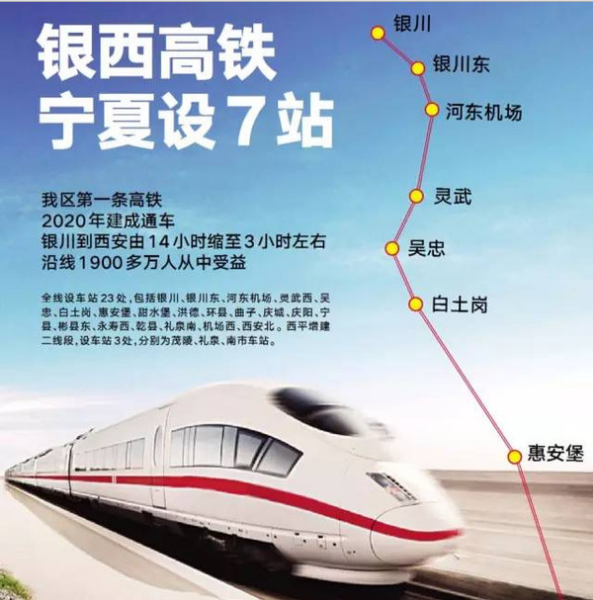 银西高铁
宁夏设7站
我区第一条高铁
2020年建成通车
银川到西安由14小时缩至3小时左右
沿线1900多万人从中受益
全线设车站23处,包括银川、银川东、河东机场、灵武西、吴
忠、白土岗、惠安堡、甜水堡、洪德、环县、曲子、庆城、庆阳、宁
县、彬县东、永寿西、乾县、礼泉南、机场西、西安北。西平增建
二线段,设车站3处,分别为茂陵、礼泉、南市车站。
银川
银川东
河东机场
灵武
吴忠
白土岗
惠安堡